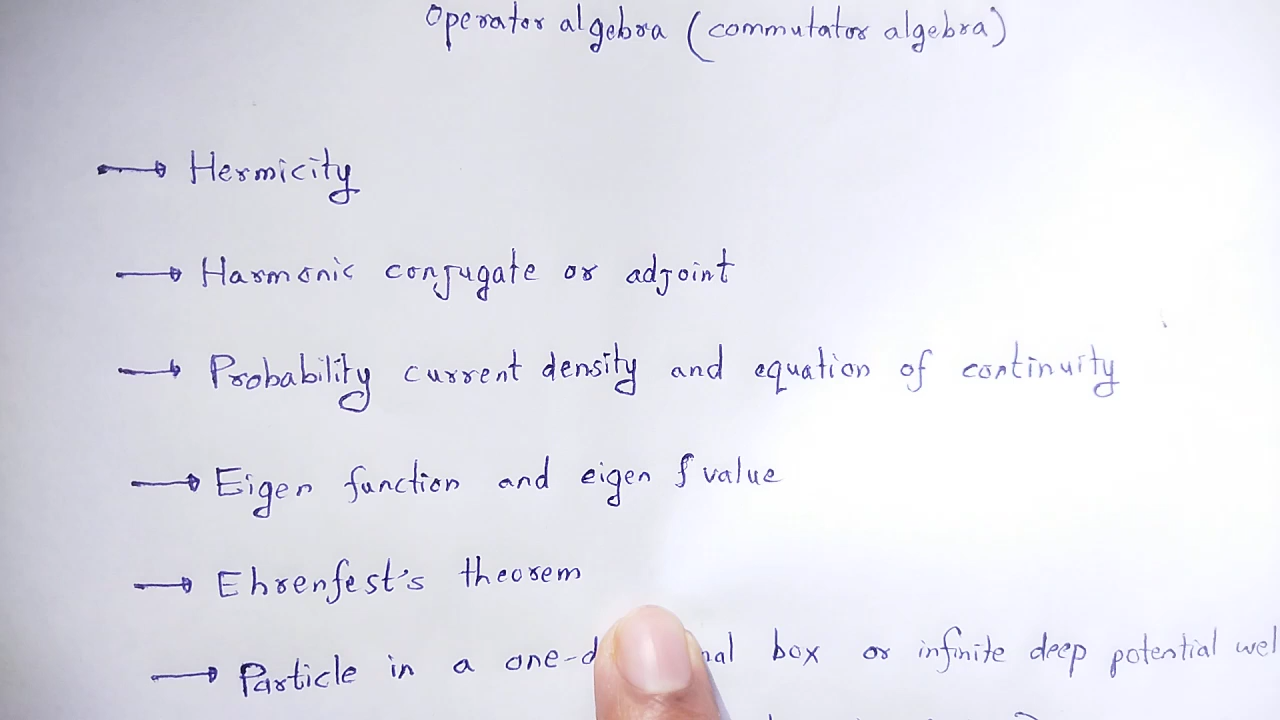 Operator algebra (commutator algebra)
→ Hermicity
→ Harmonic conjugate or adjoint
→ Probability current density and equation of continuity
→ Eigen function and eigen f value
→ Ehrenfest's theorem
→ Particle in a one-d nal box or infinite deep potential wel